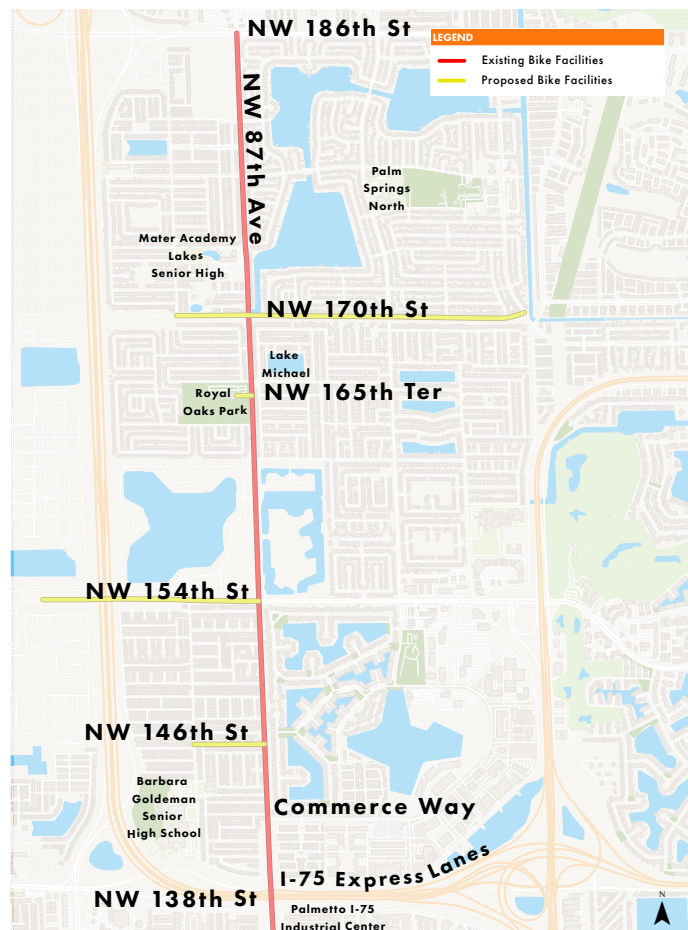 NW 186th St
LEGEND
Existing Bike Facilities
Proposed Bike Facilities
NW 87th Ave
Palm
Springs
North
Mater Academy
Lakes
Senior High
NW 170th St
Lake
Michael
NW 165th Ter
Royal
Oaks Park
NW 154th St
NW 146th St
Barbara
Goldeman
Senior
High School
Commerce Way
I-75 Express Lanes
NW 138th St
Palmetto I-75
Industrial Center
N